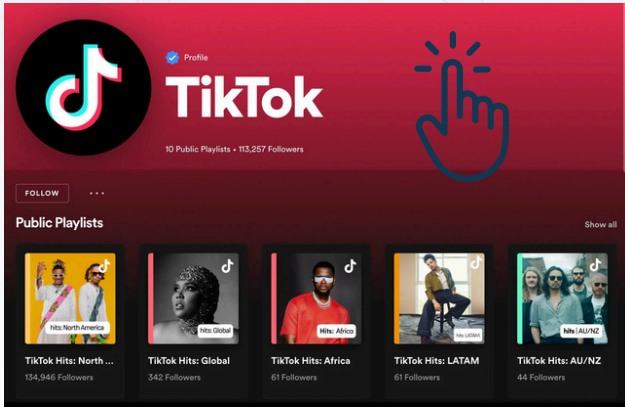 Profile
TikTok
10 Public Playlists • 113,257 Followers
FOLLOW
Public Playlists
Show all
hits: North America
hits: Global
Hits: Africa
hits: LATAM
hits | AU/NZ
TikTok Hits: North ...
TikTok Hits: Global
TikTok Hits: Africa
TikTok Hits: LATAM
TikTok Hits: AU/NZ
134,946 Followers
342 Followers
61 Followers
61 Followers
44 Followers